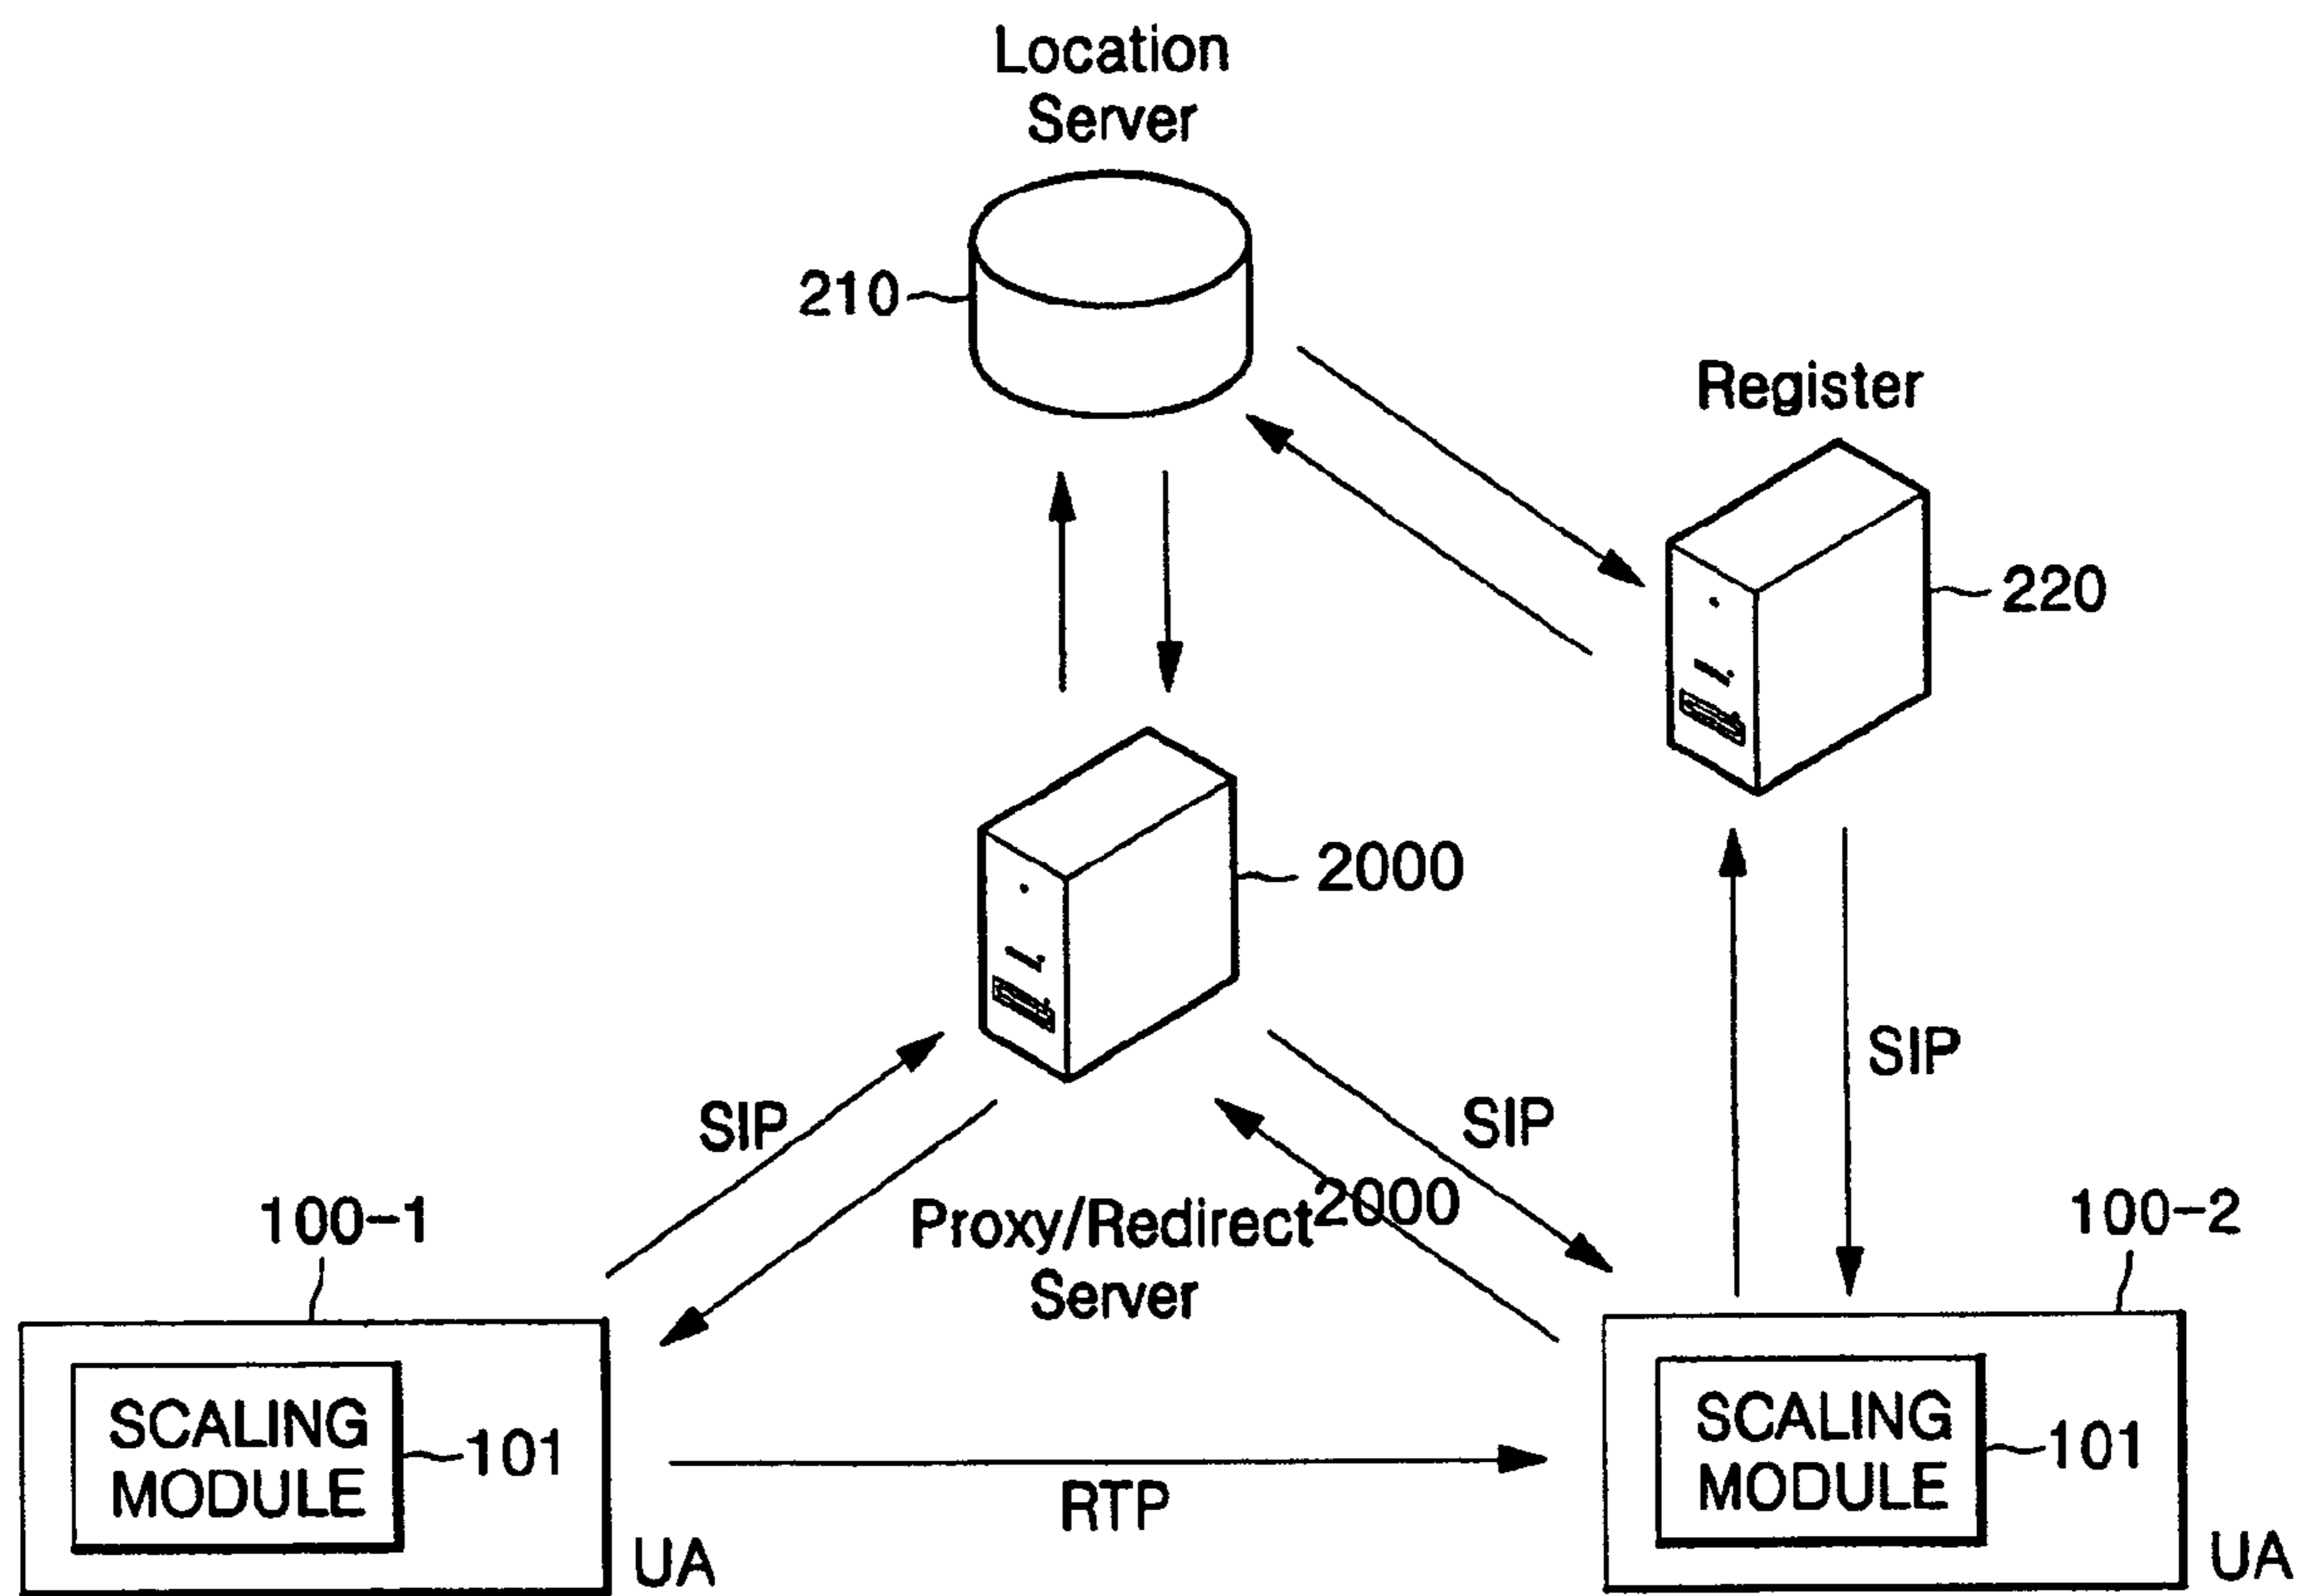 Location
Server
210
Register
220
2000
SIP
SIP
SIP
Proxy/Redirect
2000
Server
100-1
100-2
SCALING
MODULE
101
UA
RTP
SCALING
MODULE
101
UA